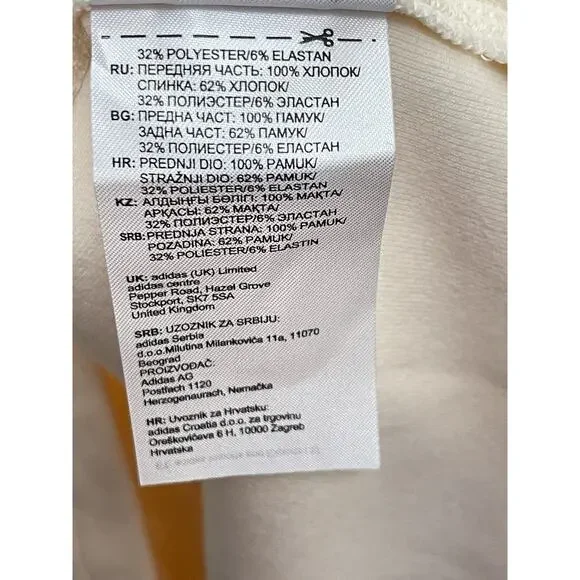 32% POLYESTER/6% ELASTAN
RU: ПЕРЕДНЯЯ ЧАСТЬ: 100% ХЛОПОК/
СПИНКА: 62% ХЛОПОК/
32% ПОЛИЭСТЕР/6% ЭЛАСТАН
BG: ПРЕДНА ЧАСТ: 100% ПАМУК/
ЗАДНА ЧАСТ: 62% ПАМУК/
32% ПОЛИЕСТЕР/6% ЕЛАСТАН
HR: PREDNJI DIO: 100% PAMUK/
STRAŽNJI DIO: 62% PAMUK/
32% POLIESTER/6% ELASTAN
KZ: АЛДЫҢҒЫ БӨЛІГІ: 100% МАҚТА/
АРҚАСЫ: 62% МАҚТА/
32% ПОЛИЭСТЕР/6% ЭЛАСТАН
SRB: PREDNJA STRANA: 100% PAMUK/
POZADINA: 62% PAMUK/
32% POLIESTER/6% ELASTIN
UK: adidas (UK) Limited
adidas centre
Pepper Road, Hazel Grove
Stockport, SK7 5SA
United Kingdom
SRB: UZOZNIK ZA SRBIJU:
adidas Serbia
d.o.o.Milutina Milankovića 11a, 11070
Beograd
PROIZVOĐAČ:
Adidas AG
Postfach 1120
Herzogenaurach, Nemačka
HR: Uvoznik za Hrvatsku:
adidas Croatia d.o.o. za trgovinu
Oreškovićeva 6 H, 10000 Zagreb
Hrvatska